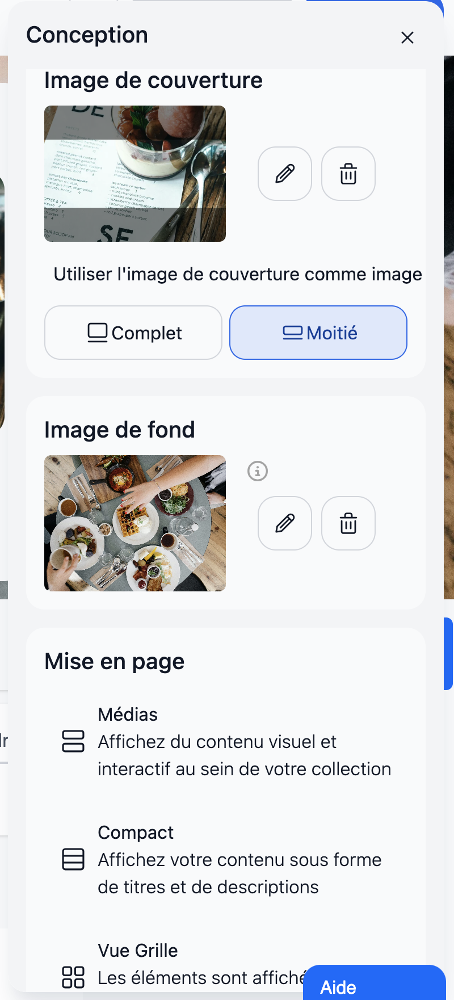 Conception
Image de couverture
DE
SE
Utiliser l'image de couverture comme image
Complet
Moitié
Image de fond
Mise en page
Médias
Affichez du contenu visuel et
interactif au sein de votre collection
Compact
Affichez votre contenu sous forme
de titres et de descriptions
Vue Grille
Les éléments sont affiché
Aide